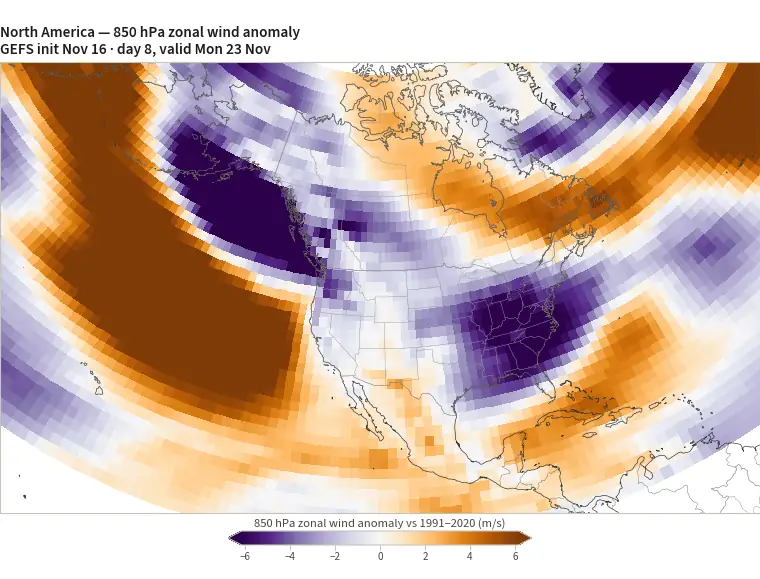 North America — 850 hPa zonal wind anomaly
GEFS init Nov 16 · day 8, valid Mon 23 Nov
850 hPa zonal wind anomaly vs 1991–2020 (m/s)
−6 −4 −2 0 2 4 6